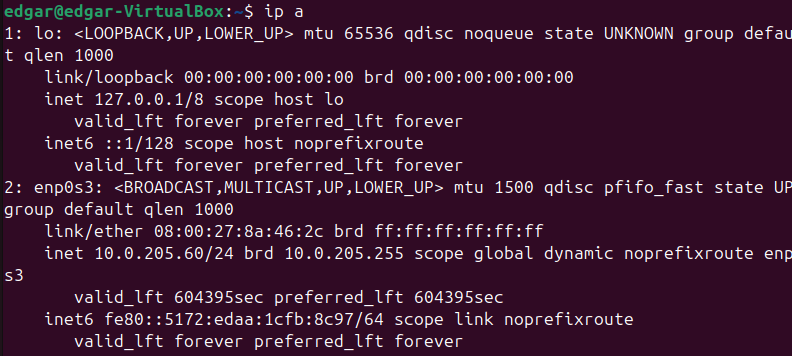 edgar@edgar-VirtualBox:~$ ip a
1: lo: <LOOPBACK,UP,LOWER_UP> mtu 65536 qdisc noqueue state UNKNOWN group defau
t qlen 1000
    link/loopback 00:00:00:00:00:00 brd 00:00:00:00:00:00
    inet 127.0.0.1/8 scope host lo
       valid_lft forever preferred_lft forever
    inet6 ::1/128 scope host noprefixroute
       valid_lft forever preferred_lft forever
2: enp0s3: <BROADCAST,MULTICAST,UP,LOWER_UP> mtu 1500 qdisc pfifo_fast state UP
group default qlen 1000
    link/ether 08:00:27:8a:46:2c brd ff:ff:ff:ff:ff:ff
    inet 10.0.205.60/24 brd 10.0.205.255 scope global dynamic noprefixroute enp
s3
       valid_lft 604395sec preferred_lft 604395sec
    inet6 fe80::5172:edaa:1cfb:8c97/64 scope link noprefixroute
       valid_lft forever preferred_lft forever